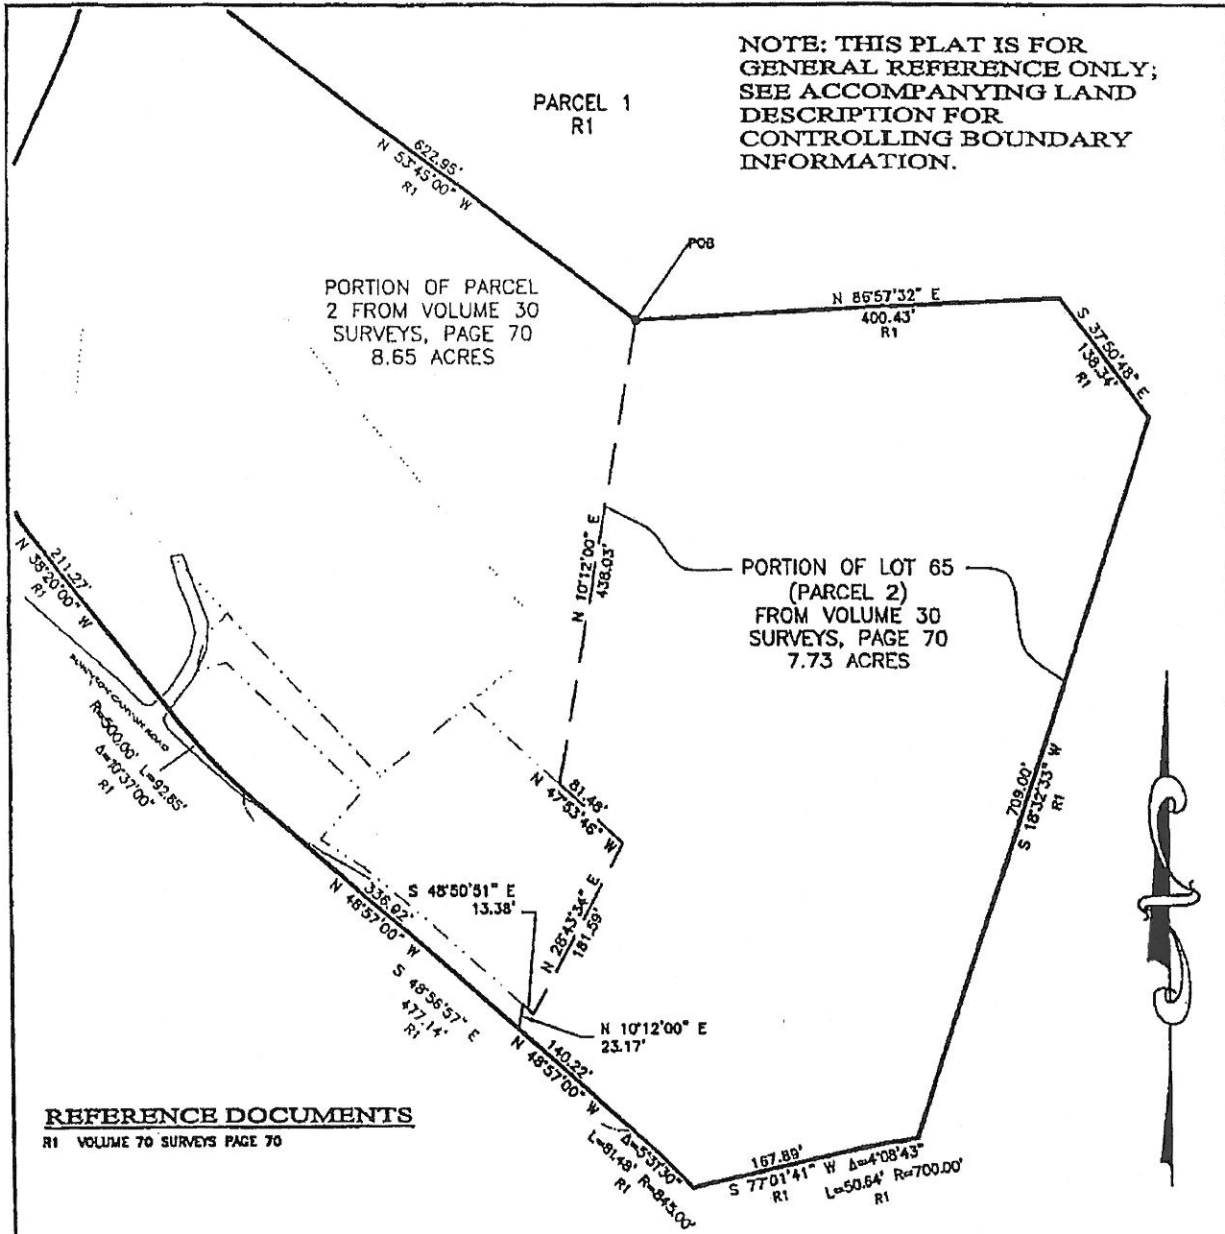 NOTE: THIS PLAT IS FOR
GENERAL REFERENCE ONLY;
SEE ACCOMPANYING LAND
DESCRIPTION FOR
CONTROLLING BOUNDARY
INFORMATION.
PARCEL 1
R1
622.95'
N 53°45'00" W
R1
POB
PORTION OF PARCEL
2 FROM VOLUME 30
SURVEYS, PAGE 70
8.65 ACRES
N 86°57'32" E
400.43'
R1
S 37°50'48" E
138.34'
R1
N 10°12'00" E
438.03'
PORTION OF LOT 65
(PARCEL 2)
FROM VOLUME 30
SURVEYS, PAGE 70
7.73 ACRES
211.27'
N 38°20'00" W
R1
ROAD
R=500.00' L=92.65'
Δ=10°37'00"
R1
81.48'
N 47°53'46" W
709.00'
S 18°32'33" W
R1
336.92'
N 48°57'00" W
S 48°50'51" E
13.38'
N 28°43'34" E
181.59'
S 48°56'57" E
477.14'
R1
N 10°12'00" E
23.17'
140.22'
N 48°57'00" W
Δ=5°31'30"
L=81.48' R=845.00'
R1
167.89'
S 77°01'41" W
R1
Δ=4°08'43"
L=50.64' R=700.00'
R1
REFERENCE DOCUMENTS
R1 VOLUME 70 SURVEYS PAGE 70